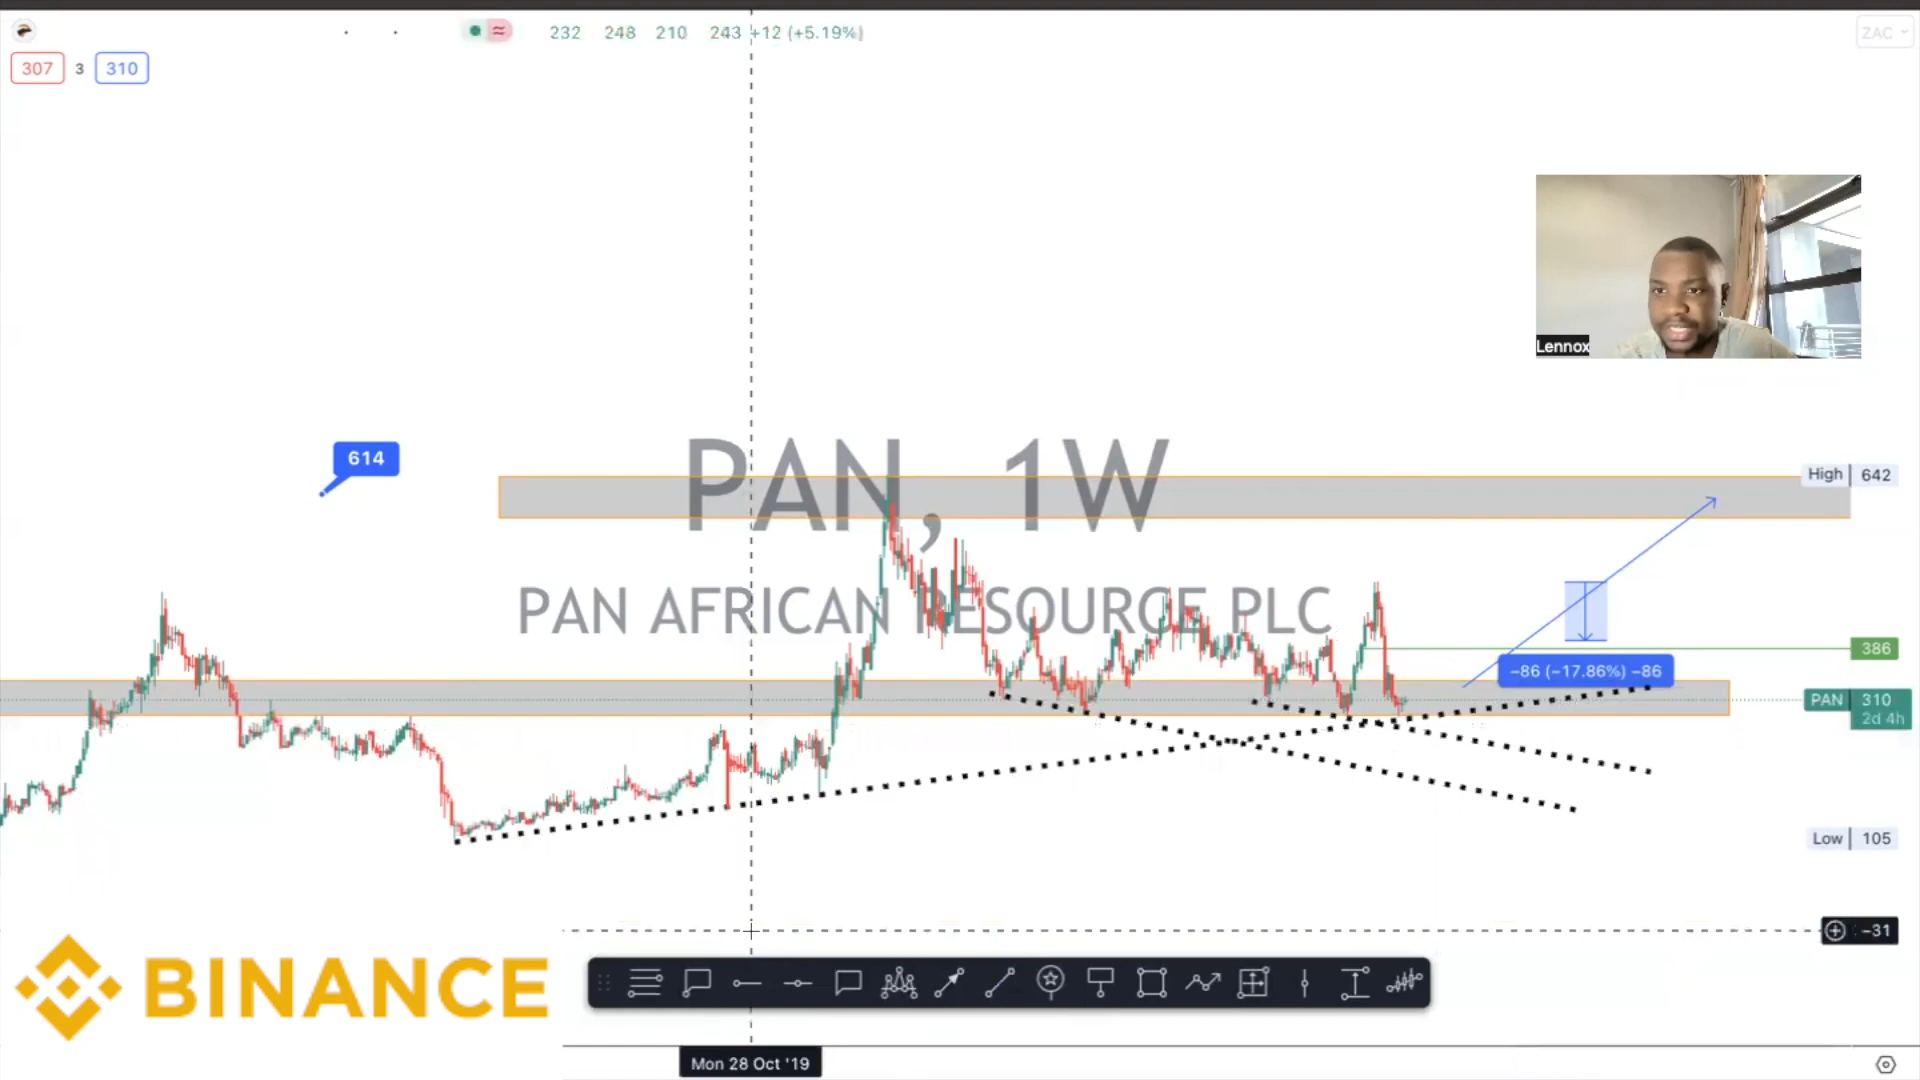 232 248 210 243 +12 (+5.19%)
ZAC
307 3 310
Lennox
614
PAN, 1W
High 642
PAN AFRICAN RESOURCE PLC
386
−86 (−17.86%) −86
PAN 310
2d 4h
Low 105
−31
BINANCE
Mon 28 Oct '19